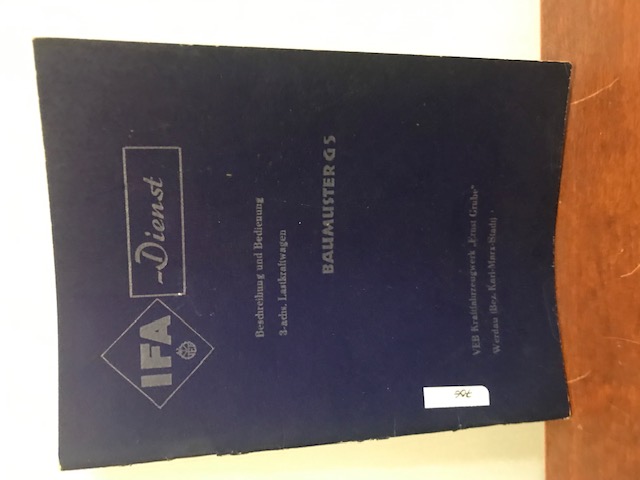 IFA -Dienst
Beschreibung und Bedienung
3-achs. Lastkraftwagen
BAUMUSTER G 5
VEB Kraftfahrzeugwerk „Ernst Grube“
Werdau (Bez. Karl-Marx-Stadt)